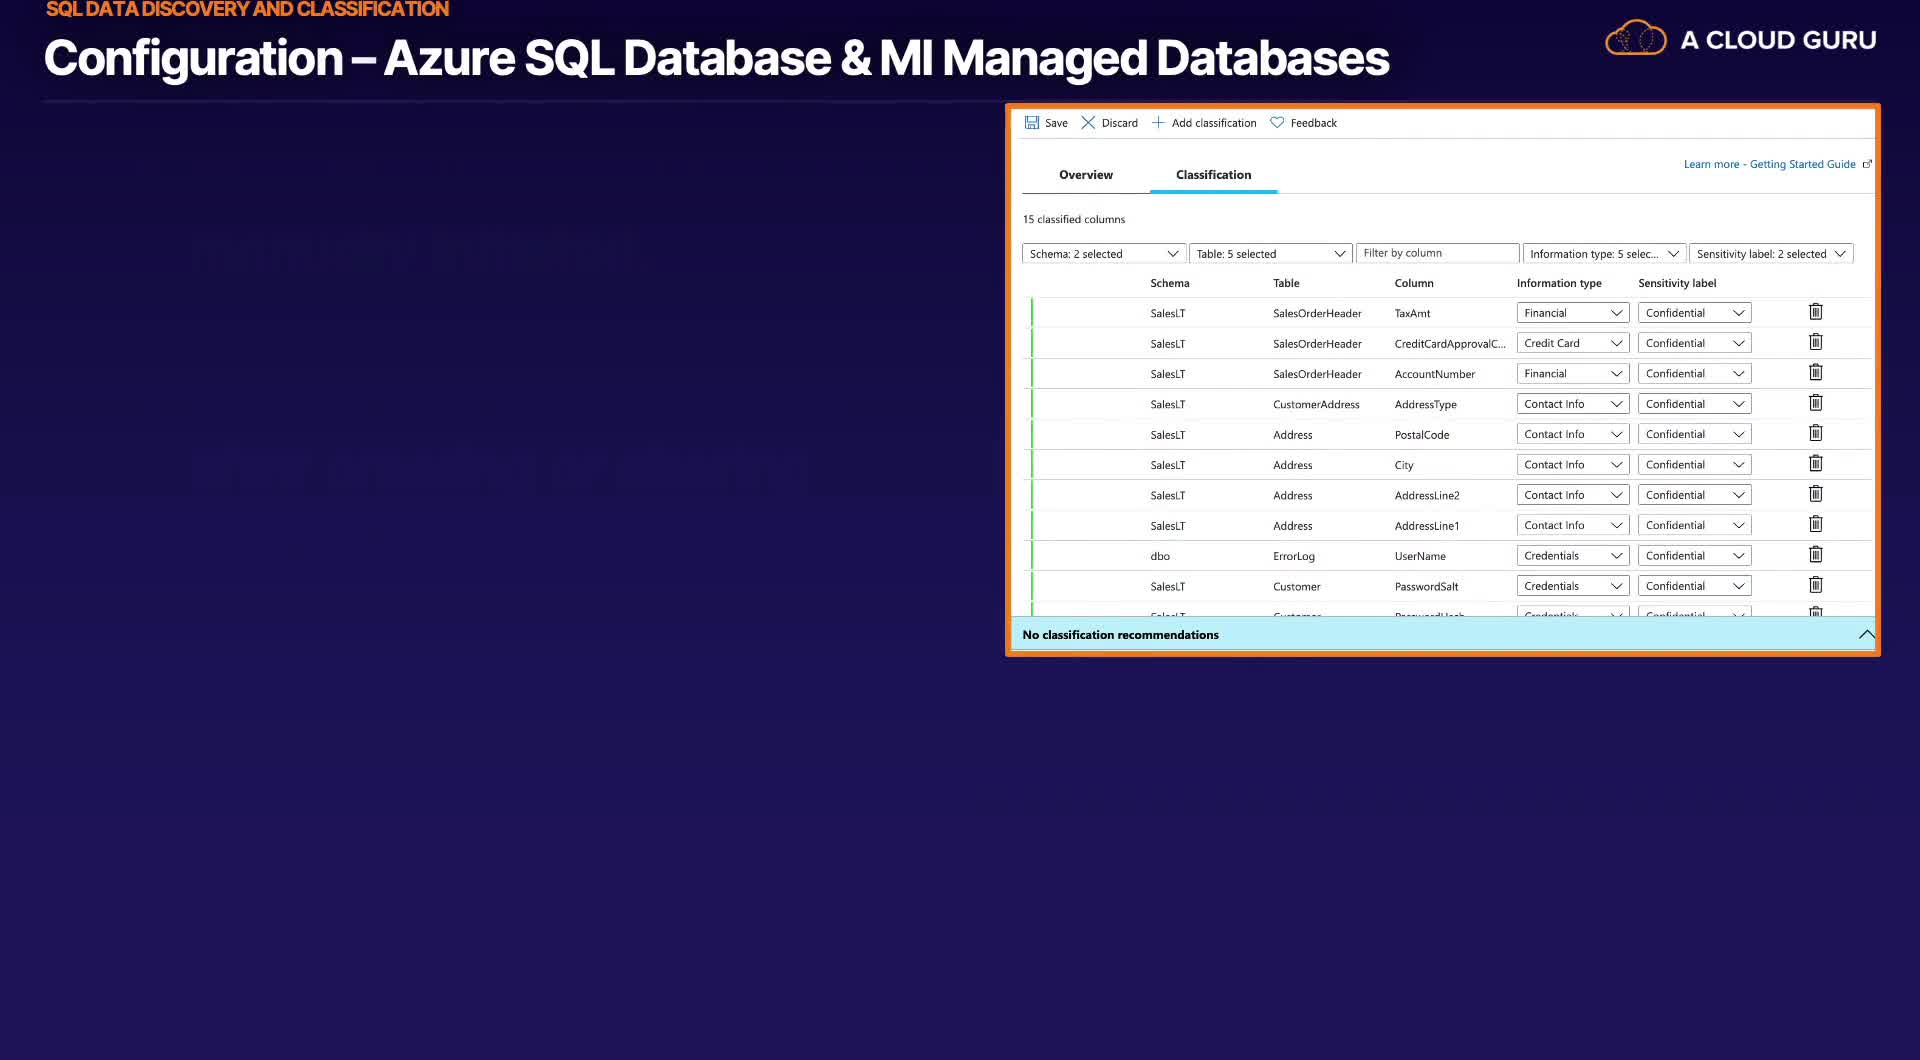 SQL DATA DISCOVERY AND CLASSIFICATION
Configuration – Azure SQL Database & MI Managed Databases
A CLOUD GURU
Save Discard Add classification Feedback
Learn more - Getting Started Guide
Overview Classification
15 classified columns
Schema: 2 selected Table: 5 selected Filter by column Information type: 5 selec... Sensitivity label: 2 selected
Schema Table Column Information type Sensitivity label
SalesLT SalesOrderHeader TaxAmt Financial Confidential
SalesLT SalesOrderHeader CreditCardApprovalC... Credit Card Confidential
SalesLT SalesOrderHeader AccountNumber Financial Confidential
SalesLT CustomerAddress AddressType Contact Info Confidential
SalesLT Address PostalCode Contact Info Confidential
SalesLT Address City Contact Info Confidential
SalesLT Address AddressLine2 Contact Info Confidential
SalesLT Address AddressLine1 Contact Info Confidential
dbo ErrorLog UserName Credentials Confidential
SalesLT Customer PasswordSalt Credentials Confidential
No classification recommendations